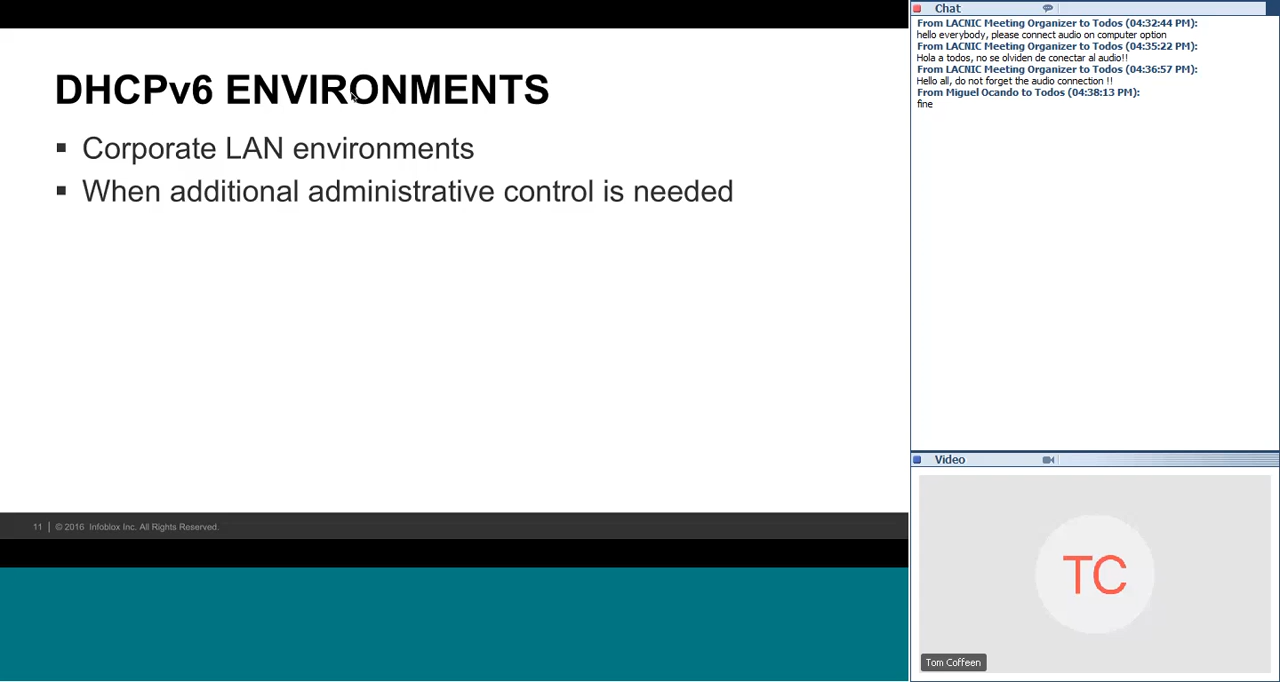 DHCPv6 ENVIRONMENTS
▪ Corporate LAN environments
▪ When additional administrative control is needed
11 | © 2016 Infoblox Inc. All Rights Reserved.
Chat
From LACNIC Meeting Organizer to Todos (04:32:44 PM):
hello everybody, please connect audio on computer option
From LACNIC Meeting Organizer to Todos (04:35:22 PM):
Hola a todos, no se olviden de conectar al audio!!
From LACNIC Meeting Organizer to Todos (04:36:57 PM):
Hello all, do not forget the audio connection !!
From Miguel Ocando to Todos (04:38:13 PM):
fine
Video
TC
Tom Coffeen